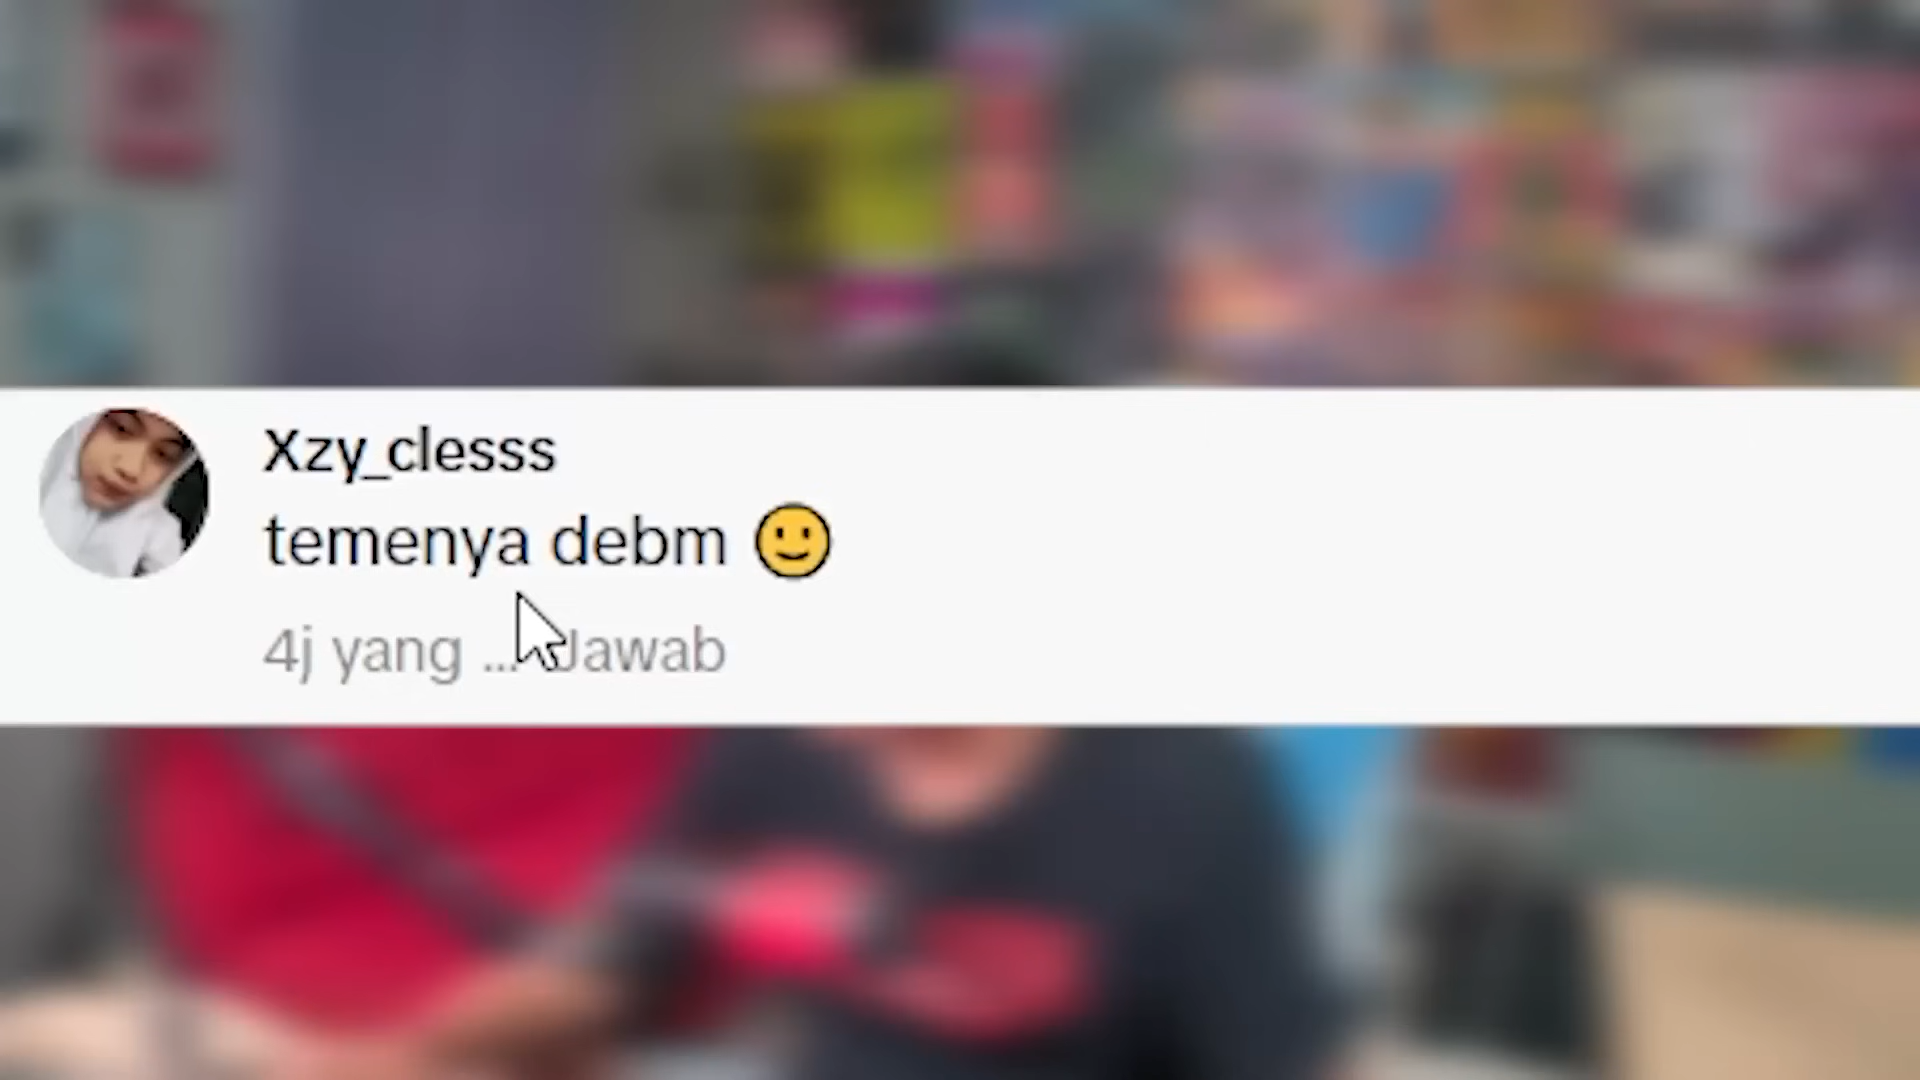 Xzy_clesss
temenya debm 🙂
4j yang ... Jawab